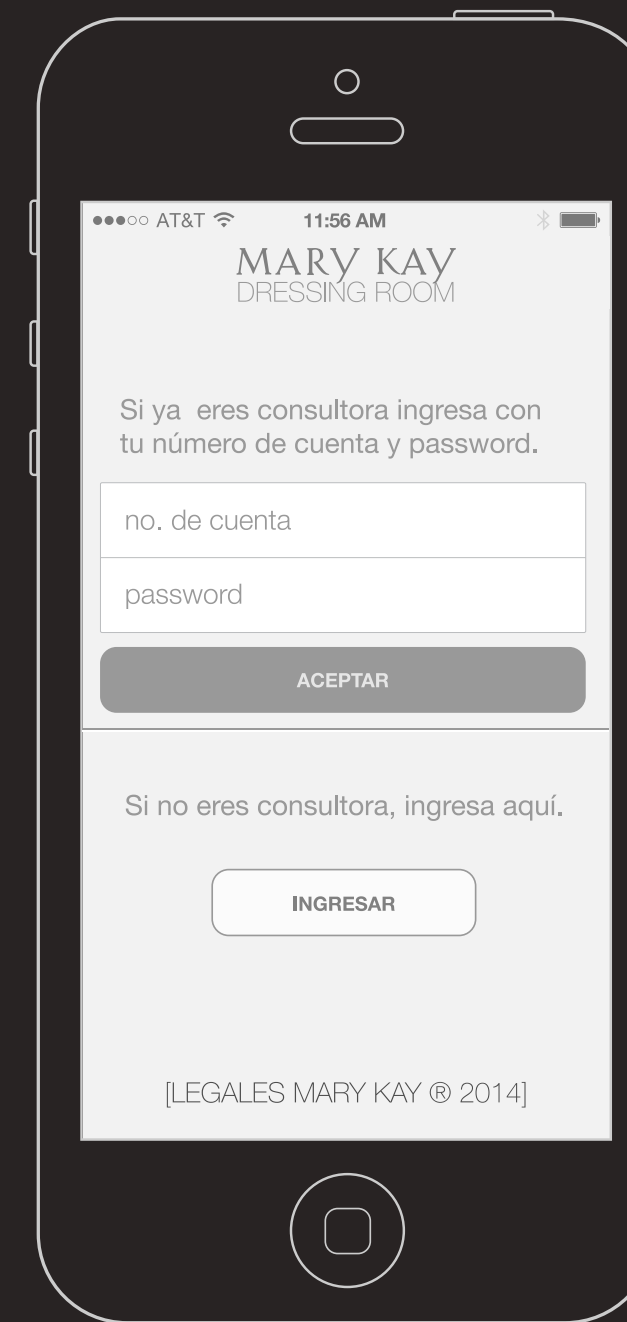 AT&T 11:56 AM
MARY KAY
DRESSING ROOM
Si ya  eres consultora ingresa con
tu número de cuenta y password.
no. de cuenta
password
ACEPTAR
Si no eres consultora, ingresa aquí.
INGRESAR
[LEGALES MARY KAY ® 2014]